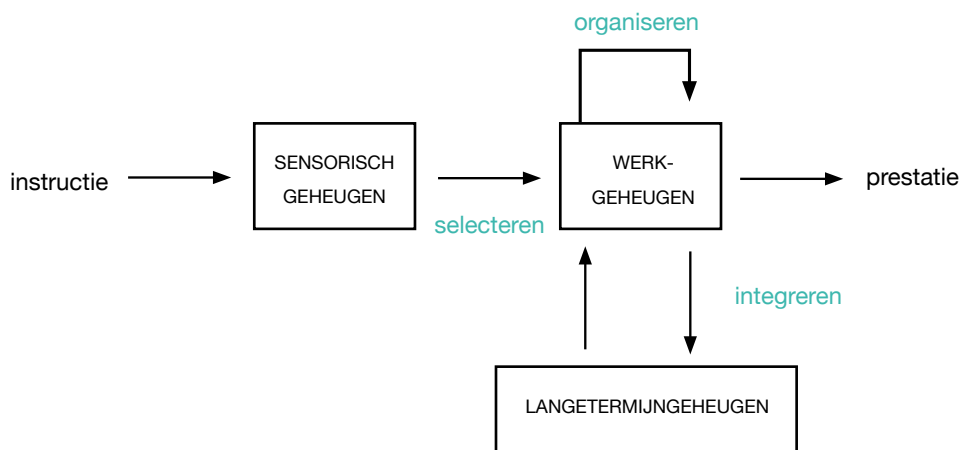 organiseren
instructie
SENSORISCH
GEHEUGEN
selecteren
WERK-
GEHEUGEN
prestatie
integreren
LANGETERMIJNGEHEUGEN